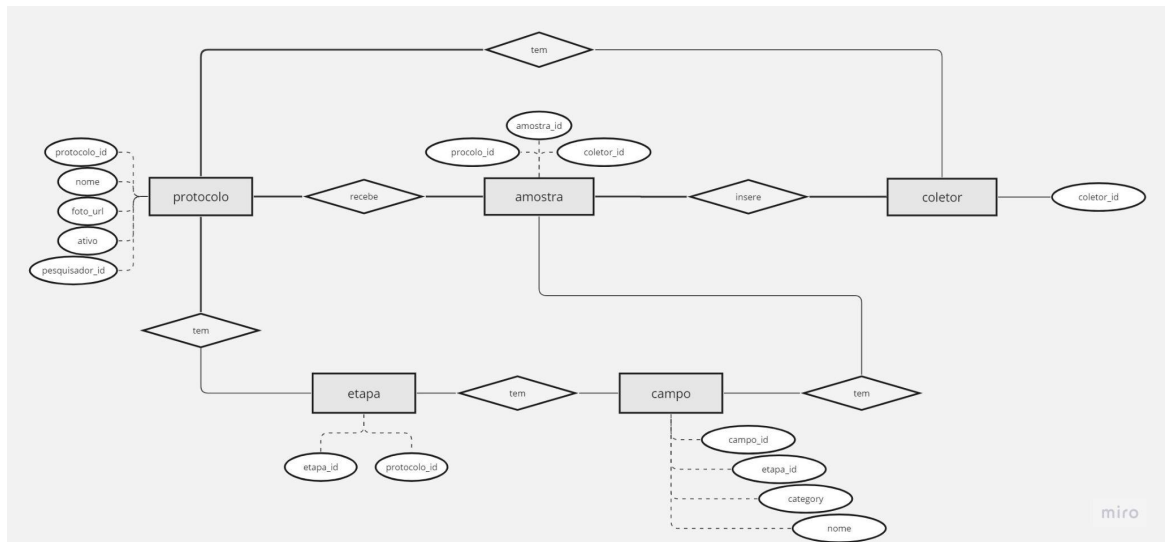 tem
amostra_id
procolo_id
coletor_id
protocolo_id
nome
foto_url
ativo
pesquisador_id
protocolo
recebe
amostra
insere
coletor
coletor_id
tem
etapa
tem
campo
tem
etapa_id
protocolo_id
campo_id
etapa_id
category
nome
miro